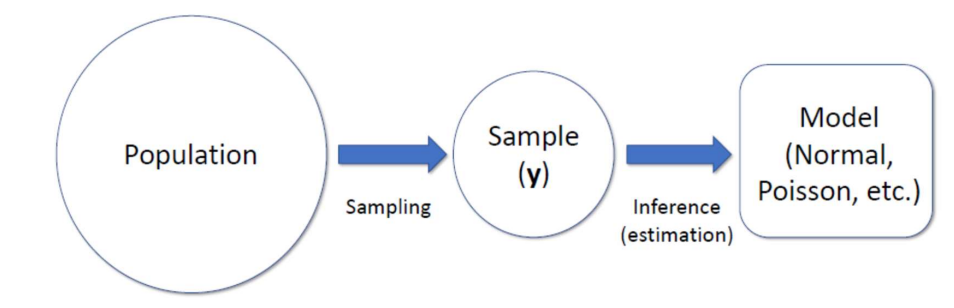 Population
Sampling
Sample
(y)
Inference
(estimation)
Model
(Normal,
Poisson, etc.)